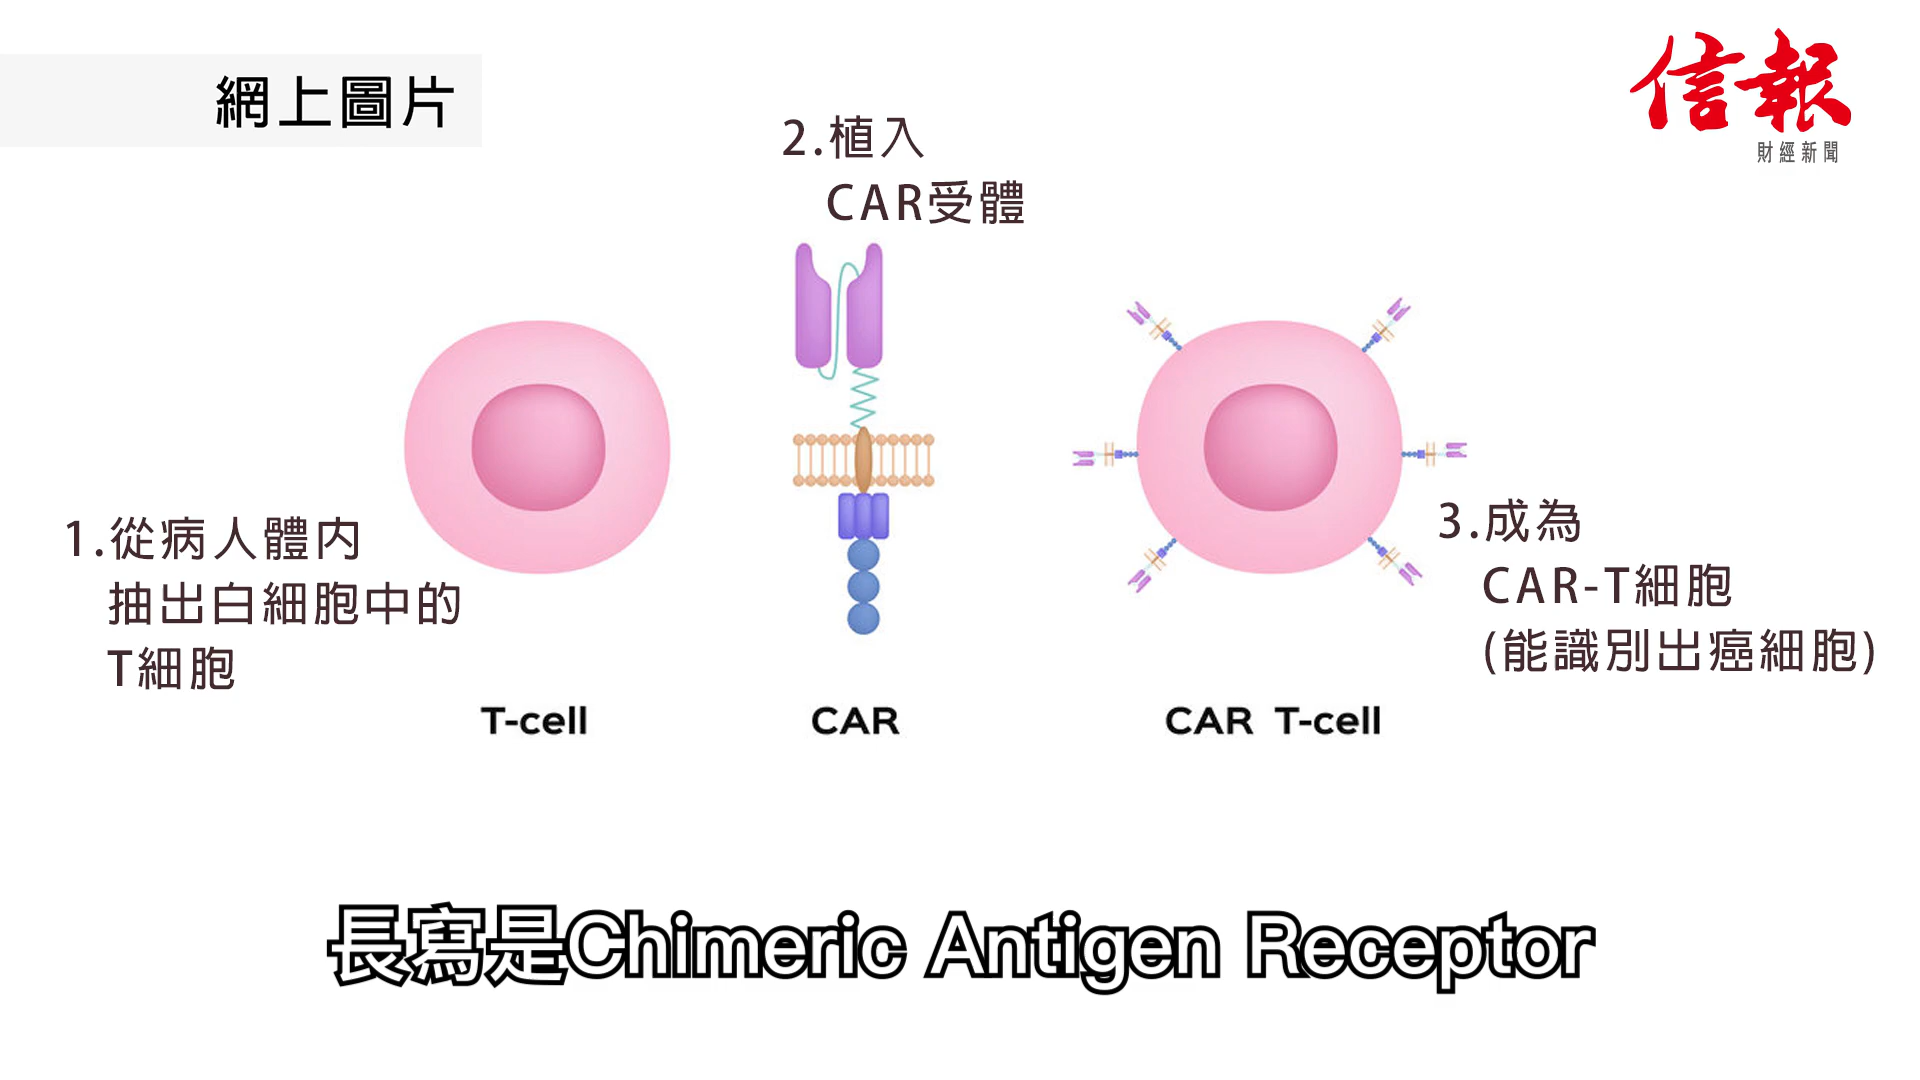 網上圖片
信報
財經新聞
2.植入
CAR受體
1.從病人體内
抽出白細胞中的
T細胞
3.成為
CAR-T細胞
(能識別出癌細胞)
T-cell
CAR
CAR T-cell
長寫是Chimeric Antigen Receptor